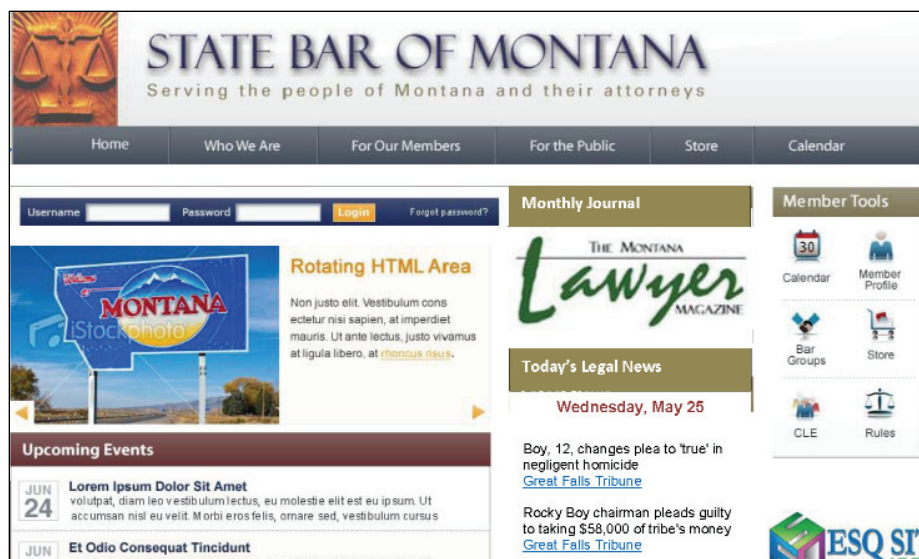 STATE BAR OF MONTANA
Serving the people of Montana and their attorneys
Home Who We Are For Our Members For the Public Store Calendar
Username Password Login Forgot password?
Welcome
MONTANA
iStockphoto
Rotating HTML Area
Non justo elit. Vestibulum cons
ectetur nisi sapien, at imperdiet
mauris. Ut ante lectus, justo vivamus
at ligula libero, at rhoncus risus.
Upcoming Events
JUN
24
Lorem Ipsum Dolor Sit Amet
volutpat, diam leo vestibulum lectus, eu molestie elit est eu ipsum. Ut
accumsan nisl eu velit. Morbi eros felis, ornare sed, vestibulum cursus
JUN
Et Odio Consequat Tincidunt
Monthly Journal
THE MONTANA
Lawyer
MAGAZINE
Today's Legal News
Wednesday, May 25
Boy, 12, changes plea to 'true' in
negligent homicide
Great Falls Tribune
Rocky Boy chairman pleads guilty
to taking $58,000 of tribe's money
Great Falls Tribune
Member Tools
30
Calendar
Member
Profile
Bar
Groups
Store
CLE
Rules
ESQ